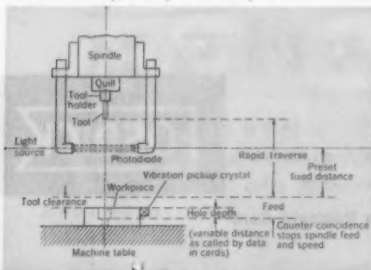 Spindle
Quill
Tool-
holder
Tool
Light
source
Photodiode
Rapid traverse
Preset
fixed distance
Vibration pickup crystal
Workpiece
Tool clearance
Feed
Hole depth
(variable distance
as called by data
in cards)
Counter coincidence
stops spindle feed
and speed
Machine table